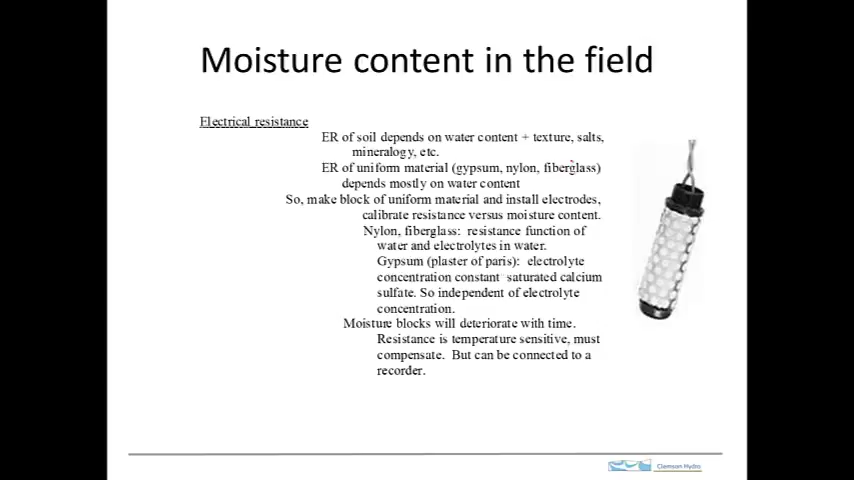 Moisture content in the field
Electrical resistance
ER of soil depends on water content + texture, salts,
mineralogy, etc.
ER of uniform material (gypsum, nylon, fiberglass)
depends mostly on water content
So, make block of uniform material and install electrodes,
calibrate resistance versus moisture content.
Nylon, fiberglass: resistance function of
water and electrolytes in water.
Gypsum (plaster of paris): electrolyte
concentration constant saturated calcium
sulfate. So independent of electrolyte
concentration.
Moisture blocks will deteriorate with time.
Resistance is temperature sensitive, must
compensate. But can be connected to a
recorder.
Clemson Hydro